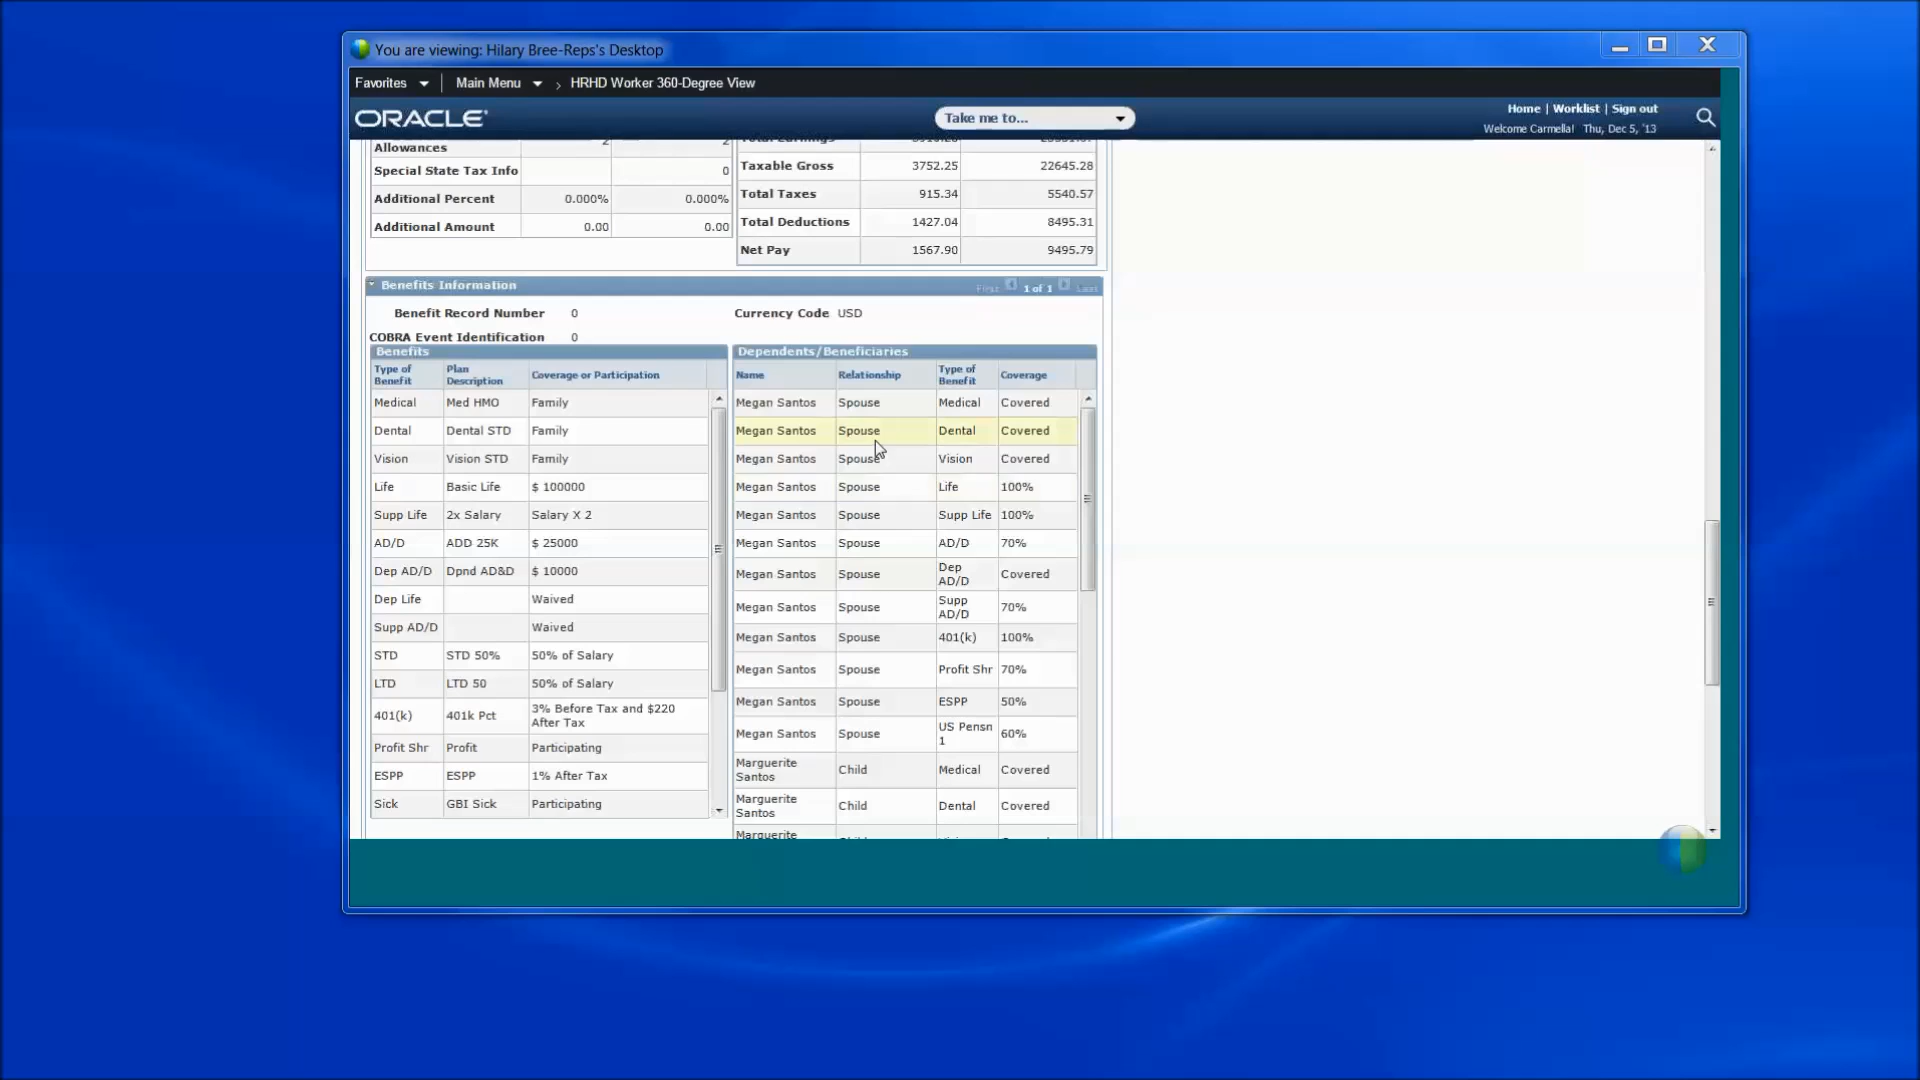 You are viewing: Hilary Bree-Reps's Desktop
Favorites Main Menu HRHD Worker 360-Degree View
ORACLE Take me to... Home | Worklist | Sign out
Welcome Carmella! Thu, Dec 5, '13
Allowances 2 2
Special State Tax Info 0
Additional Percent 0.000% 0.000%
Additional Amount 0.00 0.00
Total Earnings
Taxable Gross 3752.25 22645.28
Total Taxes 915.34 5540.57
Total Deductions 1427.04 8495.31
Net Pay 1567.90 9495.79
Benefits Information First 1 of 1 Last
Benefit Record Number 0 Currency Code USD
COBRA Event Identification 0
Benefits
Type of Benefit Plan Description Coverage or Participation
Medical Med HMO Family
Dental Dental STD Family
Vision Vision STD Family
Life Basic Life $ 100000
Supp Life 2x Salary Salary X 2
AD/D ADD 25K $ 25000
Dep AD/D Dpnd AD&D $ 10000
Dep Life Waived
Supp AD/D Waived
STD STD 50% 50% of Salary
LTD LTD 50 50% of Salary
401(k) 401k Pct 3% Before Tax and $220 After Tax
Profit Shr Profit Participating
ESPP ESPP 1% After Tax
Sick GBI Sick Participating
Dependents/Beneficiaries
Name Relationship Type of Benefit Coverage
Megan Santos Spouse Medical Covered
Megan Santos Spouse Dental Covered
Megan Santos Spouse Vision Covered
Megan Santos Spouse Life 100%
Megan Santos Spouse Supp Life 100%
Megan Santos Spouse AD/D 70%
Megan Santos Spouse Dep AD/D Covered
Megan Santos Spouse Supp AD/D 70%
Megan Santos Spouse 401(k) 100%
Megan Santos Spouse Profit Shr 70%
Megan Santos Spouse ESPP 50%
Megan Santos Spouse US Pensn 1 60%
Marguerite Santos Child Medical Covered
Marguerite Santos Child Dental Covered
Marguerite